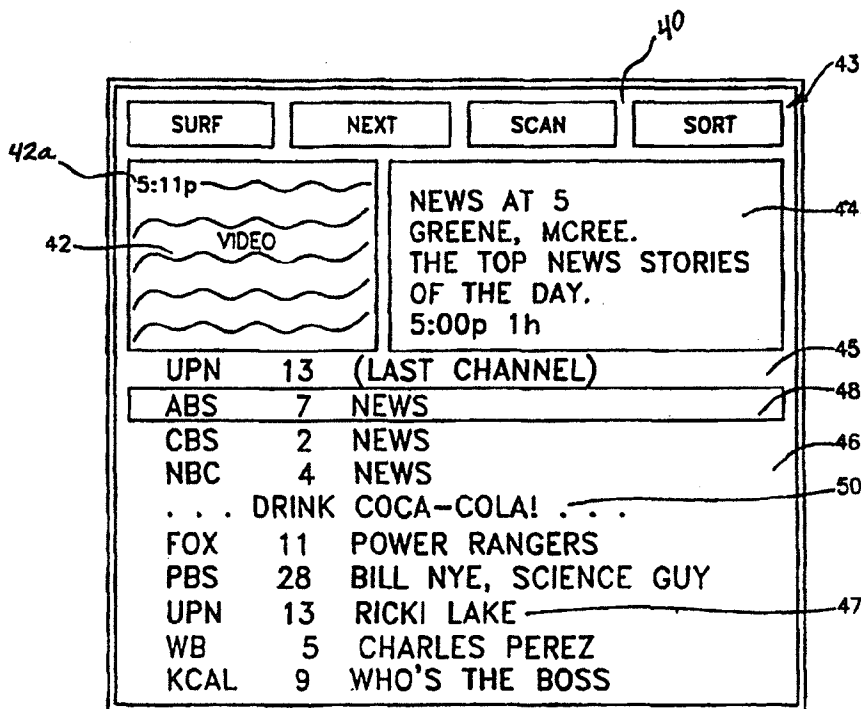 40
43
SURF NEXT SCAN SORT
42a
5:11p
NEWS AT 5
44
GREENE, MCREE.
42 VIDEO
THE TOP NEWS STORIES
OF THE DAY.
5:00p 1h
45
UPN 13 (LAST CHANNEL)
ABS 7 NEWS 48
CBS 2 NEWS 46
NBC 4 NEWS
. . . DRINK COCA-COLA! . . . 50
FOX 11 POWER RANGERS
PBS 28 BILL NYE, SCIENCE GUY
UPN 13 RICKI LAKE 47
WB 5 CHARLES PEREZ
KCAL 9 WHO'S THE BOSS